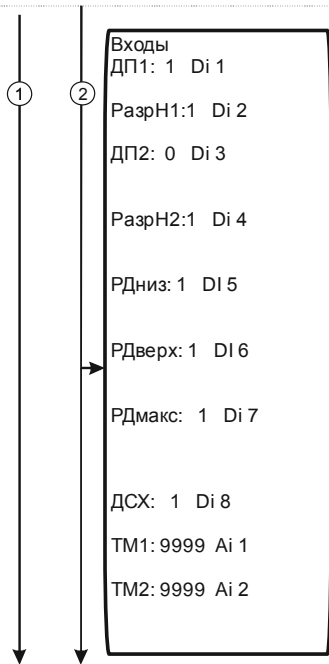 Входы
ДП1: 1 Di 1
1
2
РазрН1:1 Di 2
ДП2: 0 Di 3
РазрН2:1 Di 4
РДниз: 1 DI 5
РДверх: 1 DI 6
РДмакс: 1 Di 7
ДСХ: 1 Di 8
ТМ1: 9999 Ai 1
ТМ2: 9999 Ai 2